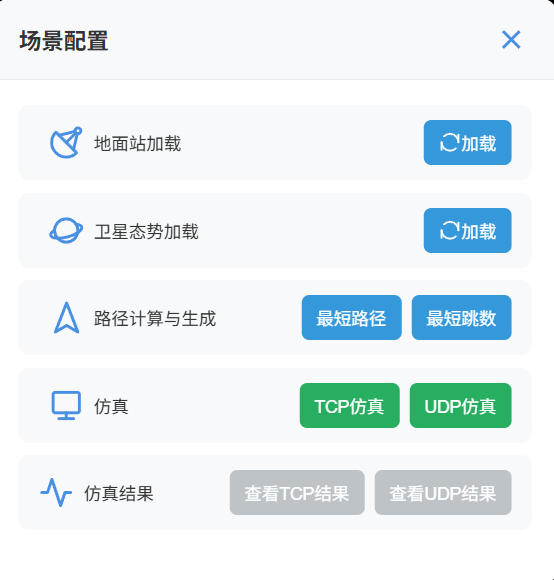 场景配置
地面站加载 加载
卫星态势加载 加载
路径计算与生成 最短路径 最短跳数
仿真 TCP仿真 UDP仿真
仿真结果 查看TCP结果 查看UDP结果